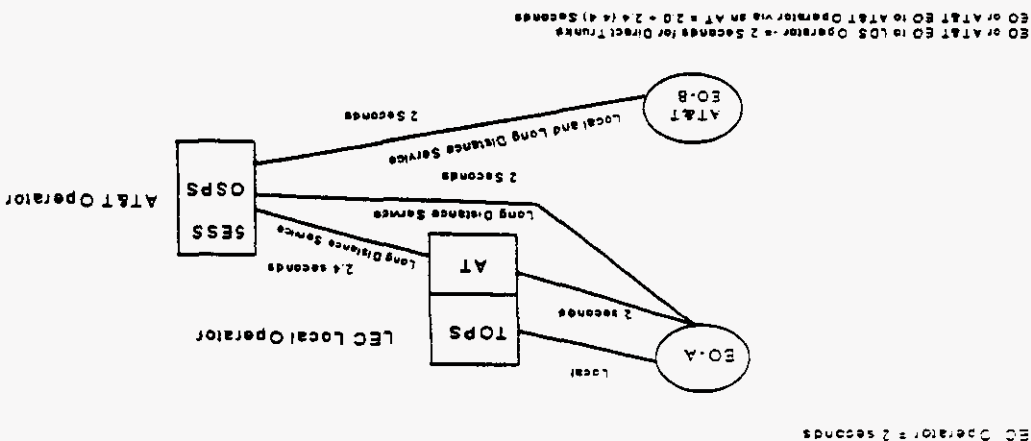 EC Operator = 2 seconds
Local
EO-A
TOPS
LEC Local Operator
2 seconds
AT
2.4 seconds
Long Distance Service
5ESS
OSPS
AT&T Operator
Long Distance Service
2 Seconds
Local and Long Distance Service
2 Seconds
AT&T
EO-B
EO or AT&T EO to LDS Operator -= 2 Seconds for Direct Trunks
EO or AT&T EO to AT&T Operator via an AT = 2.0 + 2.4 (4.4) Seconds